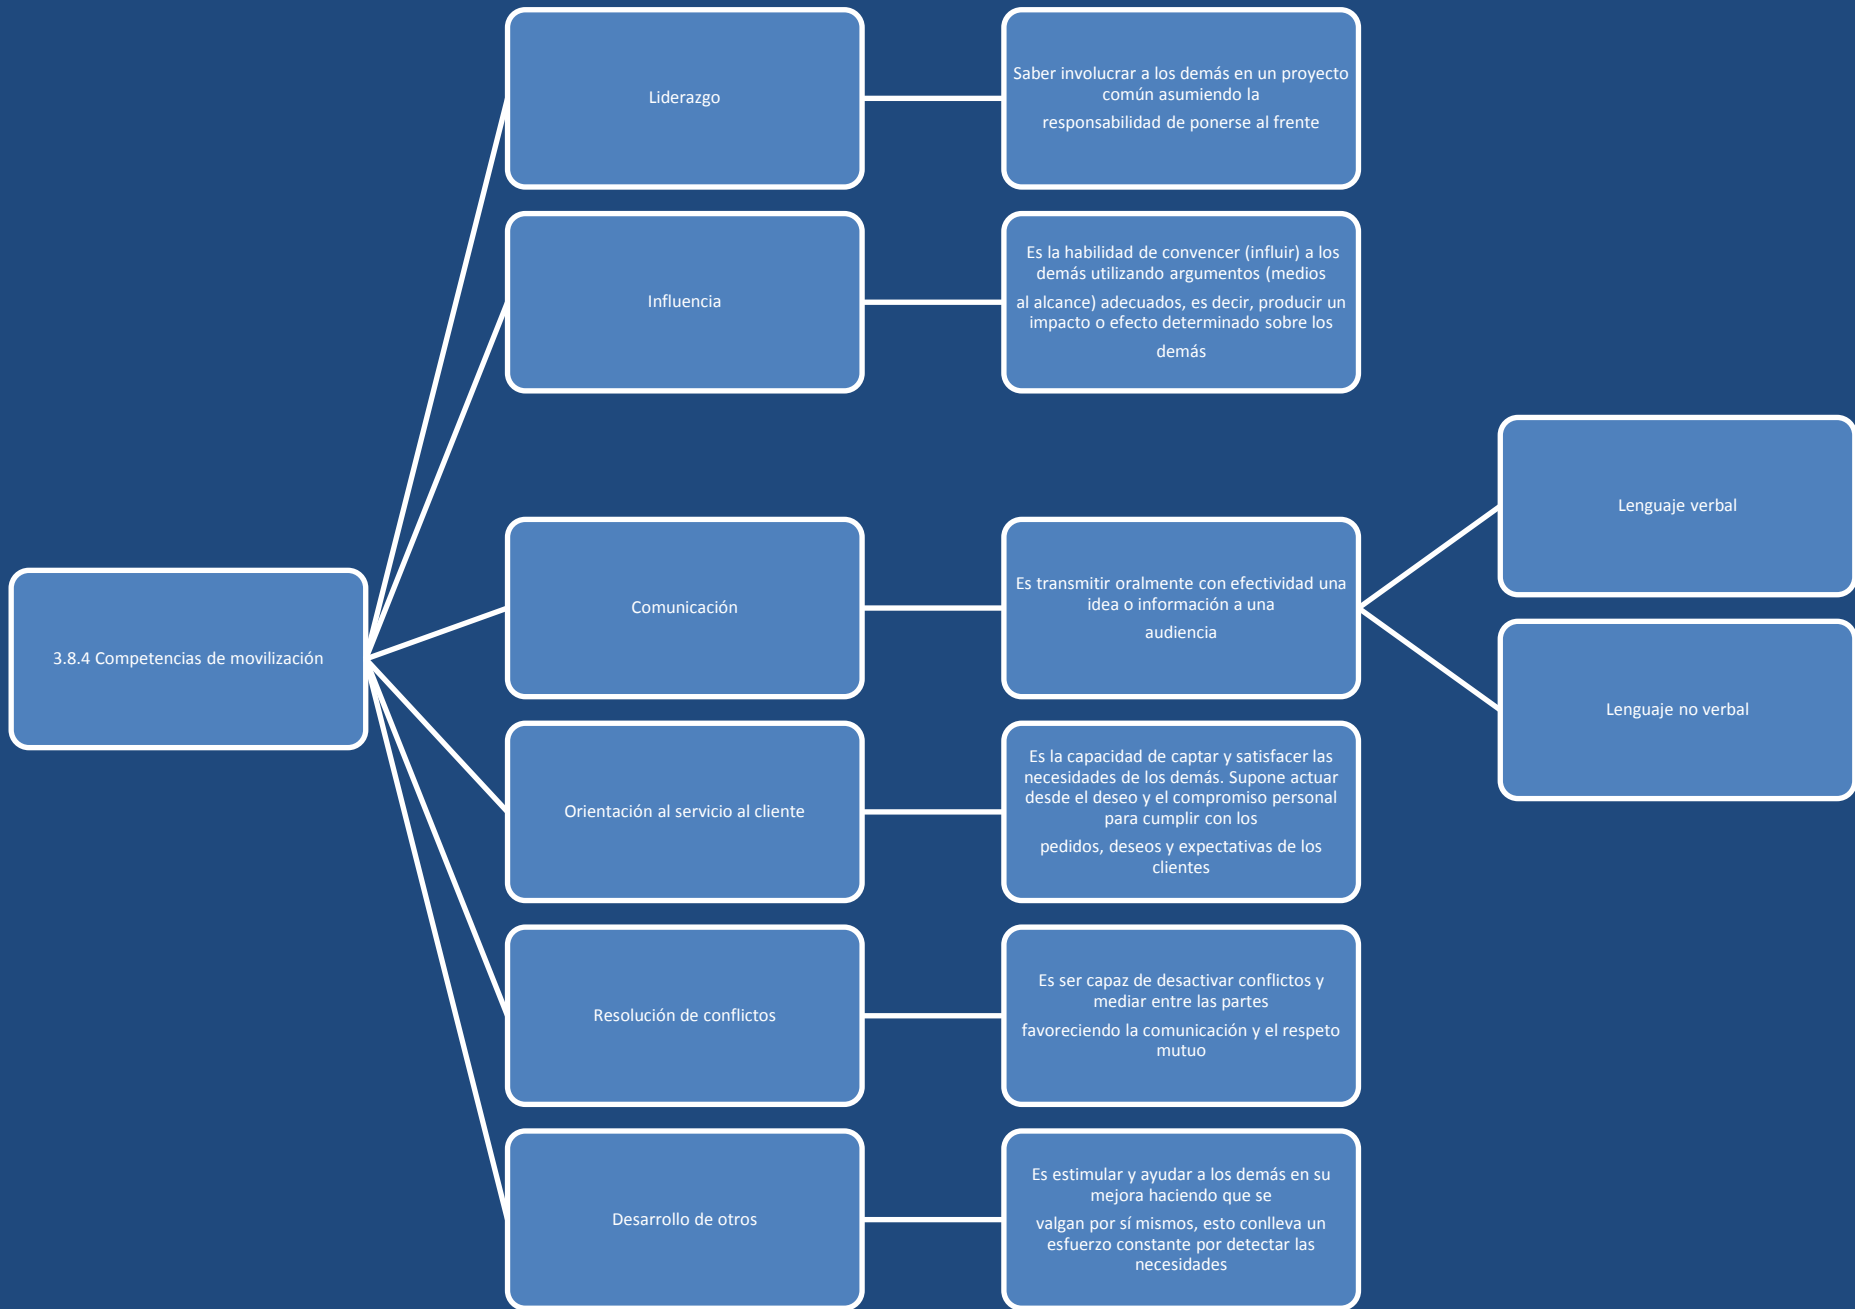 3.8.4 Competencias de movilización
Liderazgo
Saber involucrar a los demás en un proyecto
común asumiendo la
responsabilidad de ponerse al frente
Influencia
Es la habilidad de convencer (influir) a los
demás utilizando argumentos (medios
al alcance) adecuados, es decir, producir un
impacto o efecto determinado sobre los
demás
Comunicación
Es transmitir oralmente con efectividad una
idea o información a una
audiencia
Lenguaje verbal
Lenguaje no verbal
Orientación al servicio al cliente
Es la capacidad de captar y satisfacer las
necesidades de los demás. Supone actuar
desde el deseo y el compromiso personal
para cumplir con los
pedidos, deseos y expectativas de los
clientes
Resolución de conflictos
Es ser capaz de desactivar conflictos y
mediar entre las partes
favoreciendo la comunicación y el respeto
mutuo
Desarrollo de otros
Es estimular y ayudar a los demás en su
mejora haciendo que se
valgan por sí mismos, esto conlleva un
esfuerzo constante por detectar las
necesidades